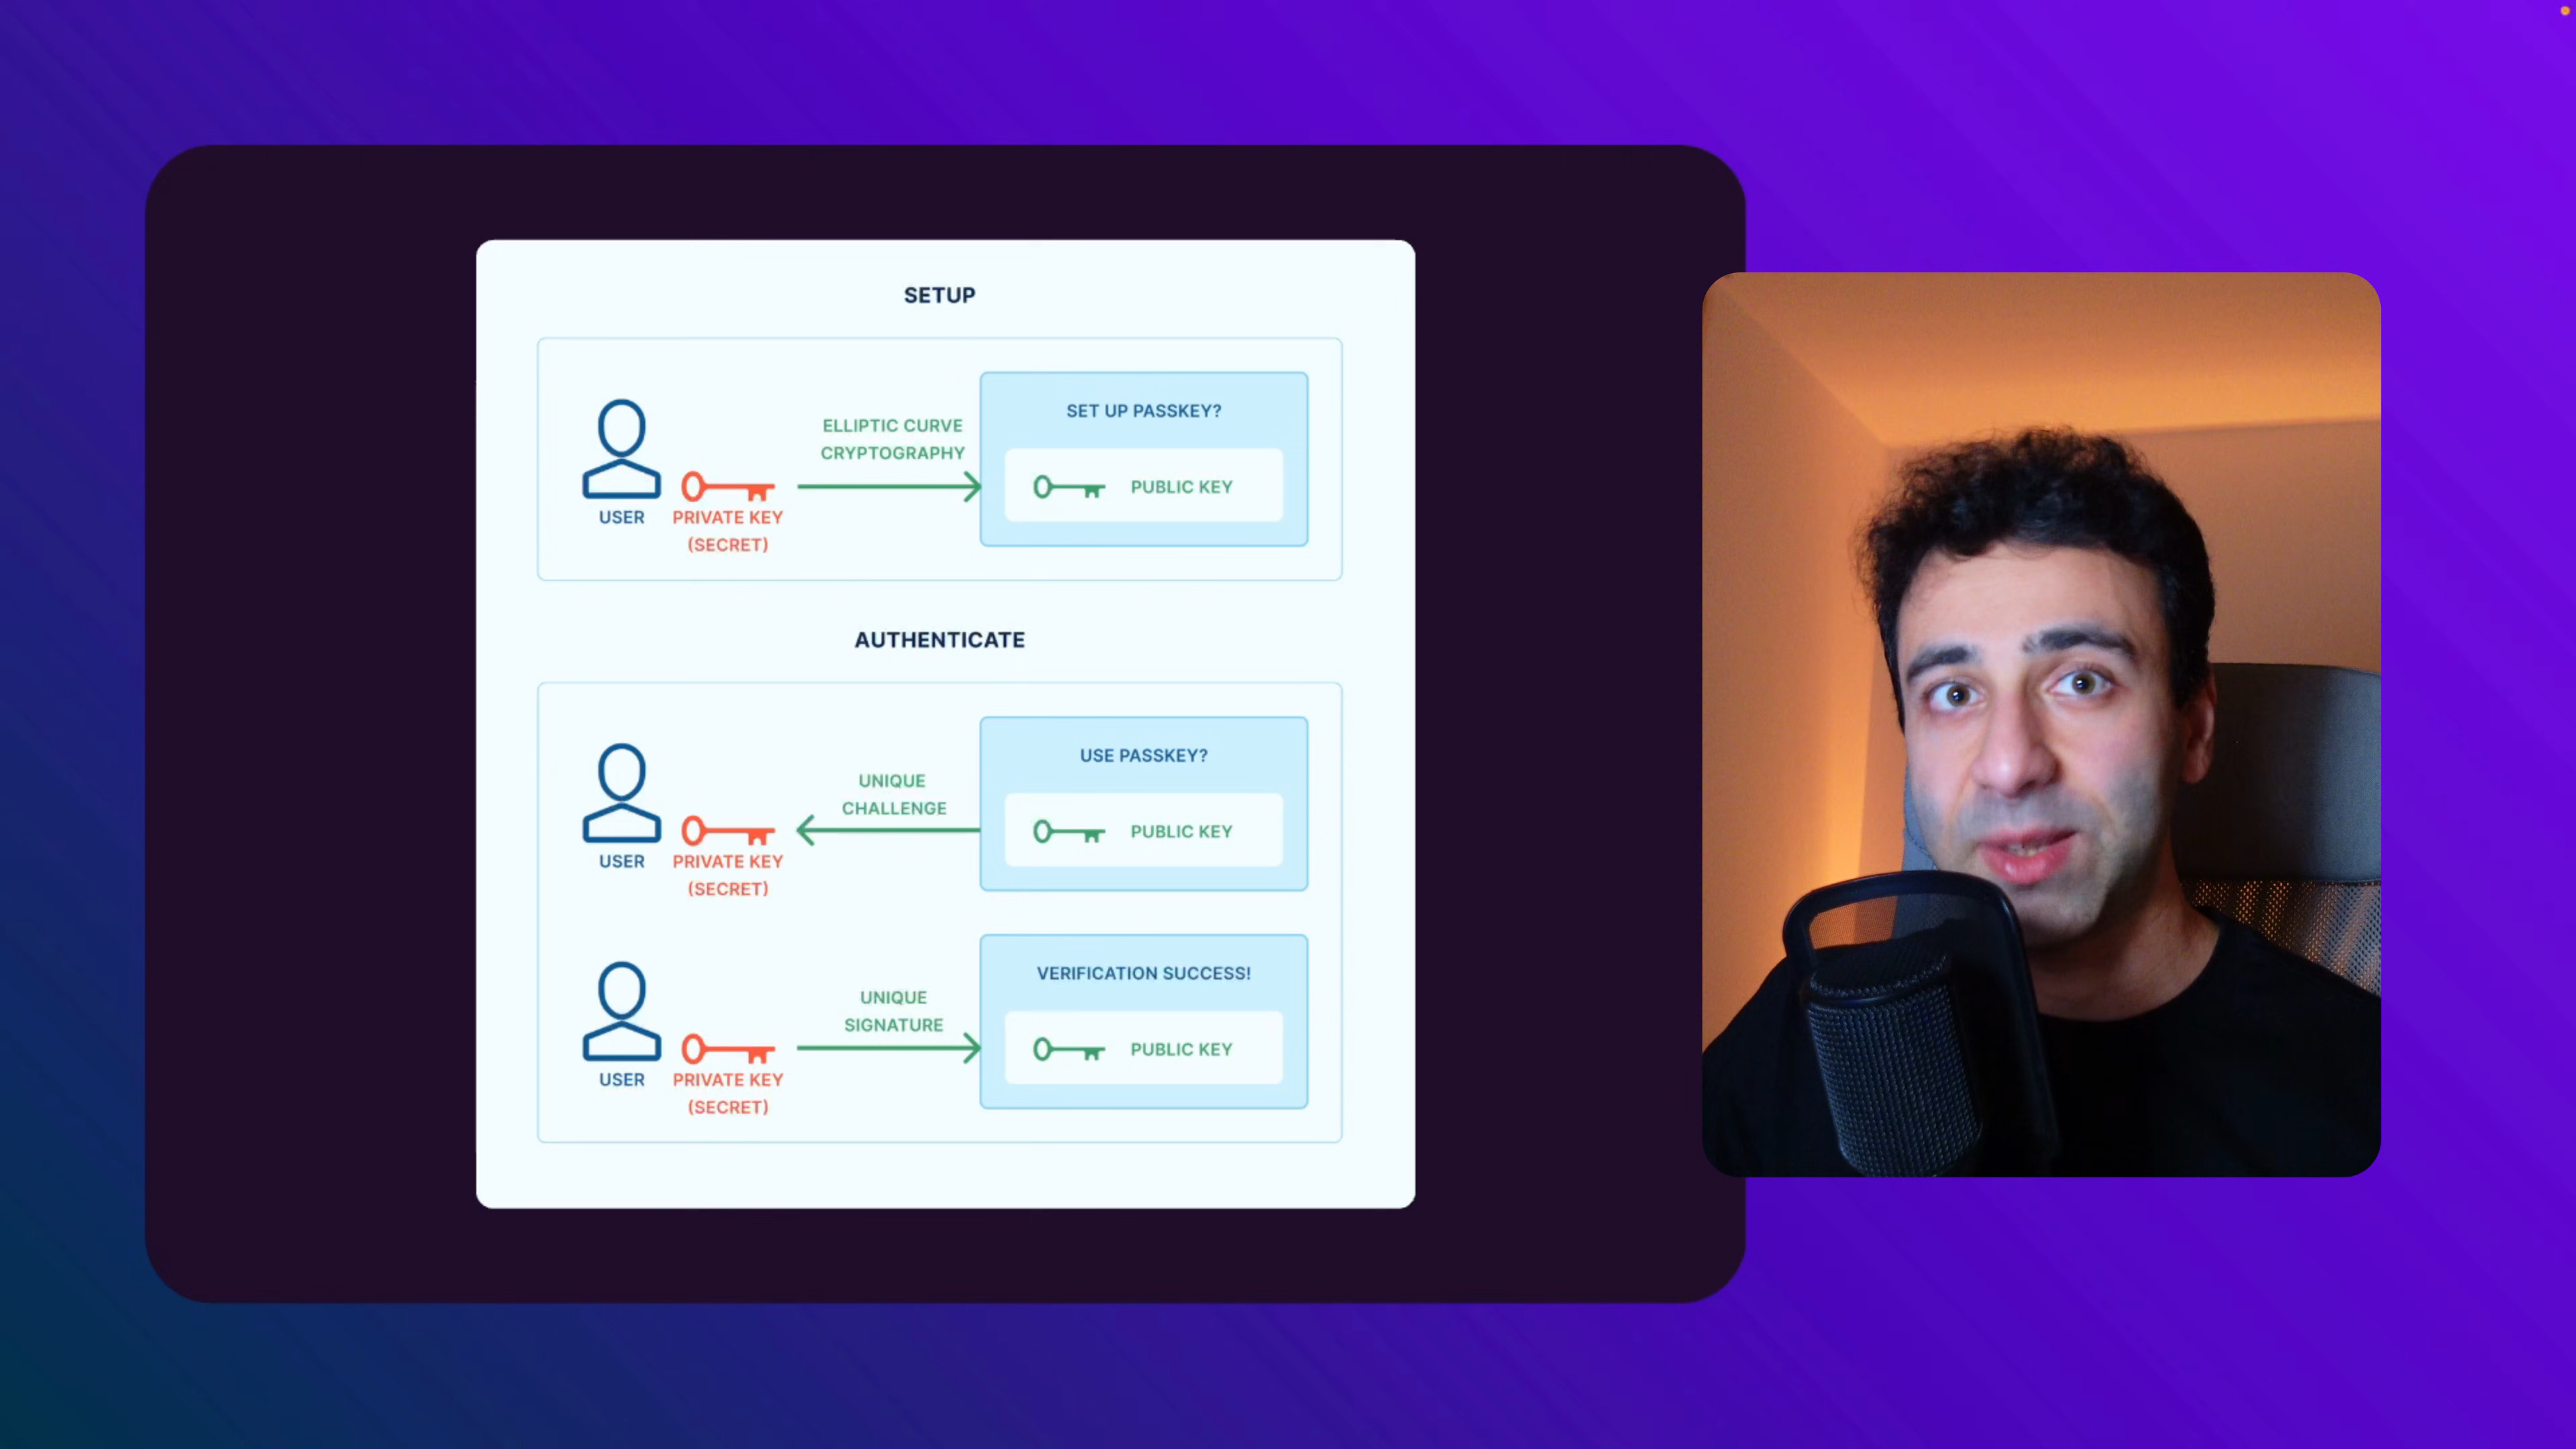 SETUP
SET UP PASSKEY?
ELLIPTIC CURVE
CRYPTOGRAPHY
PUBLIC KEY
USER
PRIVATE KEY
(SECRET)
AUTHENTICATE
USE PASSKEY?
UNIQUE
CHALLENGE
PUBLIC KEY
USER
PRIVATE KEY
(SECRET)
VERIFICATION SUCCESS!
UNIQUE
SIGNATURE
PUBLIC KEY
USER
PRIVATE KEY
(SECRET)